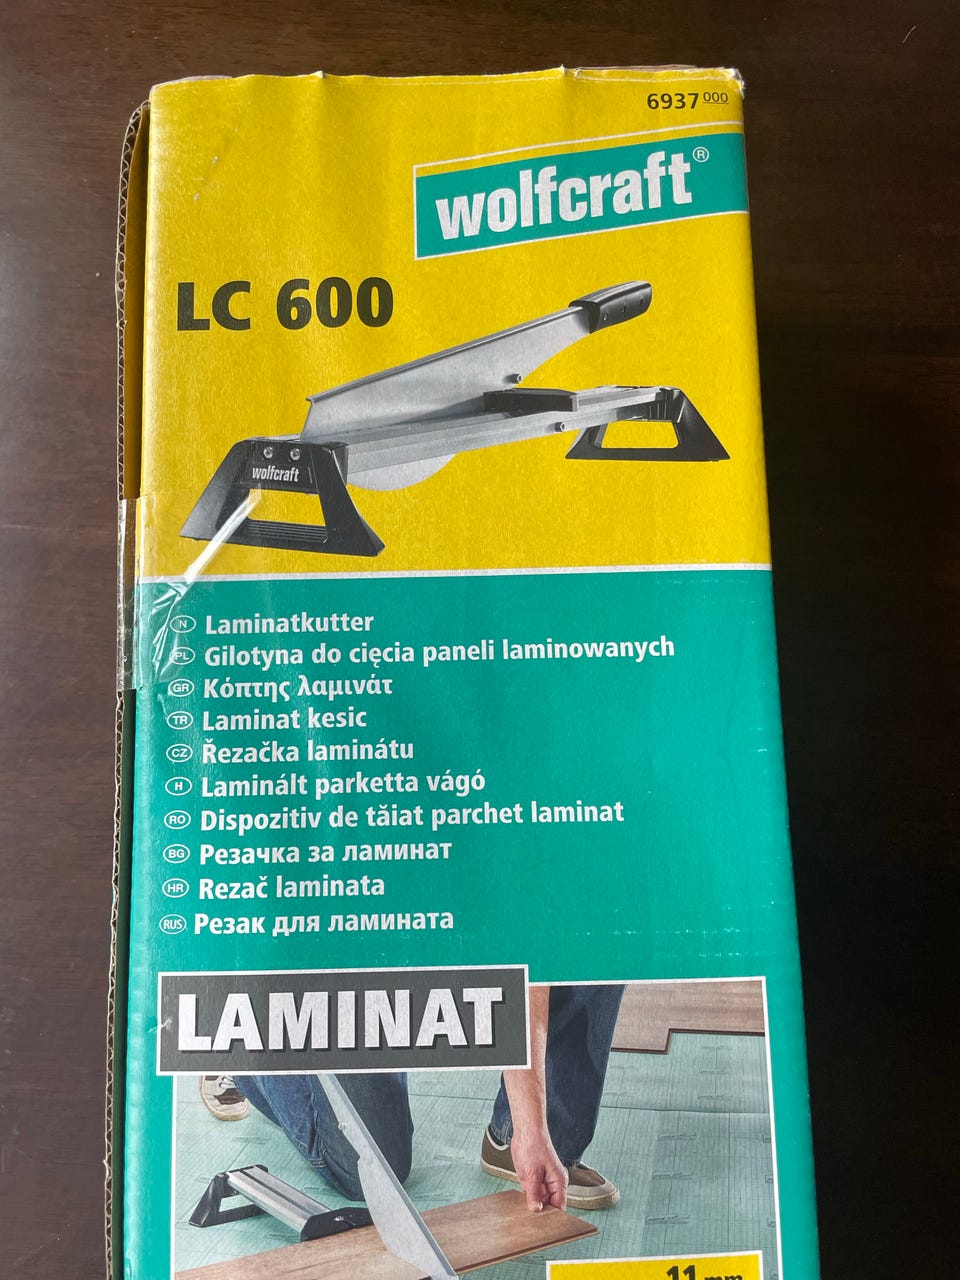 6937 000
wolfcraft®
LC 600
wolfcraft
N Laminatkutter
PL Gilotyna do cięcia paneli laminowanych
GR Κόπτης λαμινάτ
TR Laminat kesic
CZ Řezačka laminátu
H Laminált parketta vágó
RO Dispozitiv de tăiat parchet laminat
BG Резачка за ламинат
HR Rezač laminata
RUS Резак для ламината
LAMINAT
11 mm